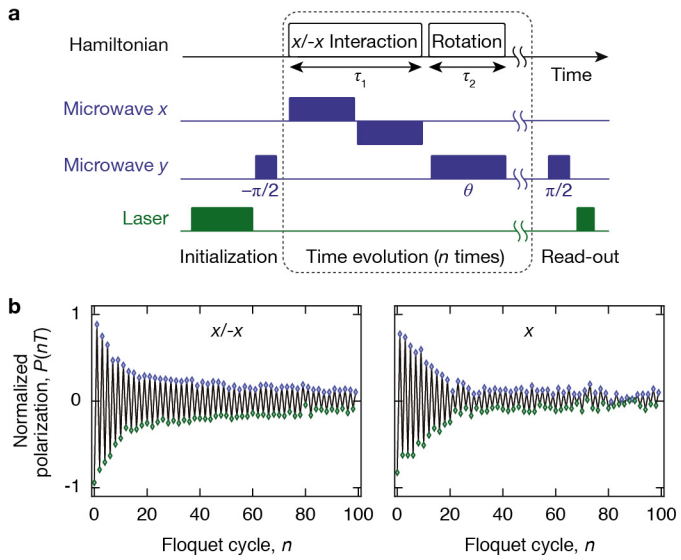 a
Hamiltonian
x/-x Interaction
Rotation
τ1
τ2
Time
Microwave x
Microwave y
−π/2
θ
π/2
Laser
Initialization
Time evolution (n times)
Read-out
b
Normalized
polarization, P(nT)
1
0
-1
x/-x
x
0 20 40 60 80 100
0 20 40 60 80 100
Floquet cycle, n
Floquet cycle, n